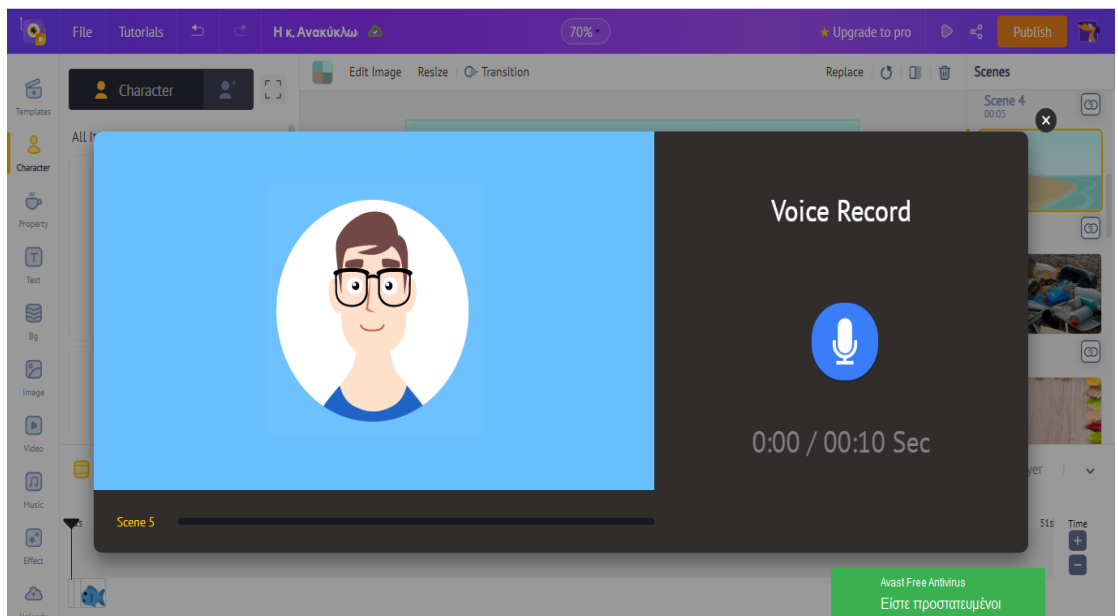 File Tutorials Η κ, Ανακύκλω 70% Upgrade to pro Publish
Character
Edit Image Resize Transition Replace
Scenes
Templates
Character
Property
Text
Bg
Image
Video
Music
Effect
All
Scene 4
00:05
Voice Record
0:00 / 00:10 Sec
Scene 5
51s Time
Avast Free Antivirus
Είστε προστατευμένοι